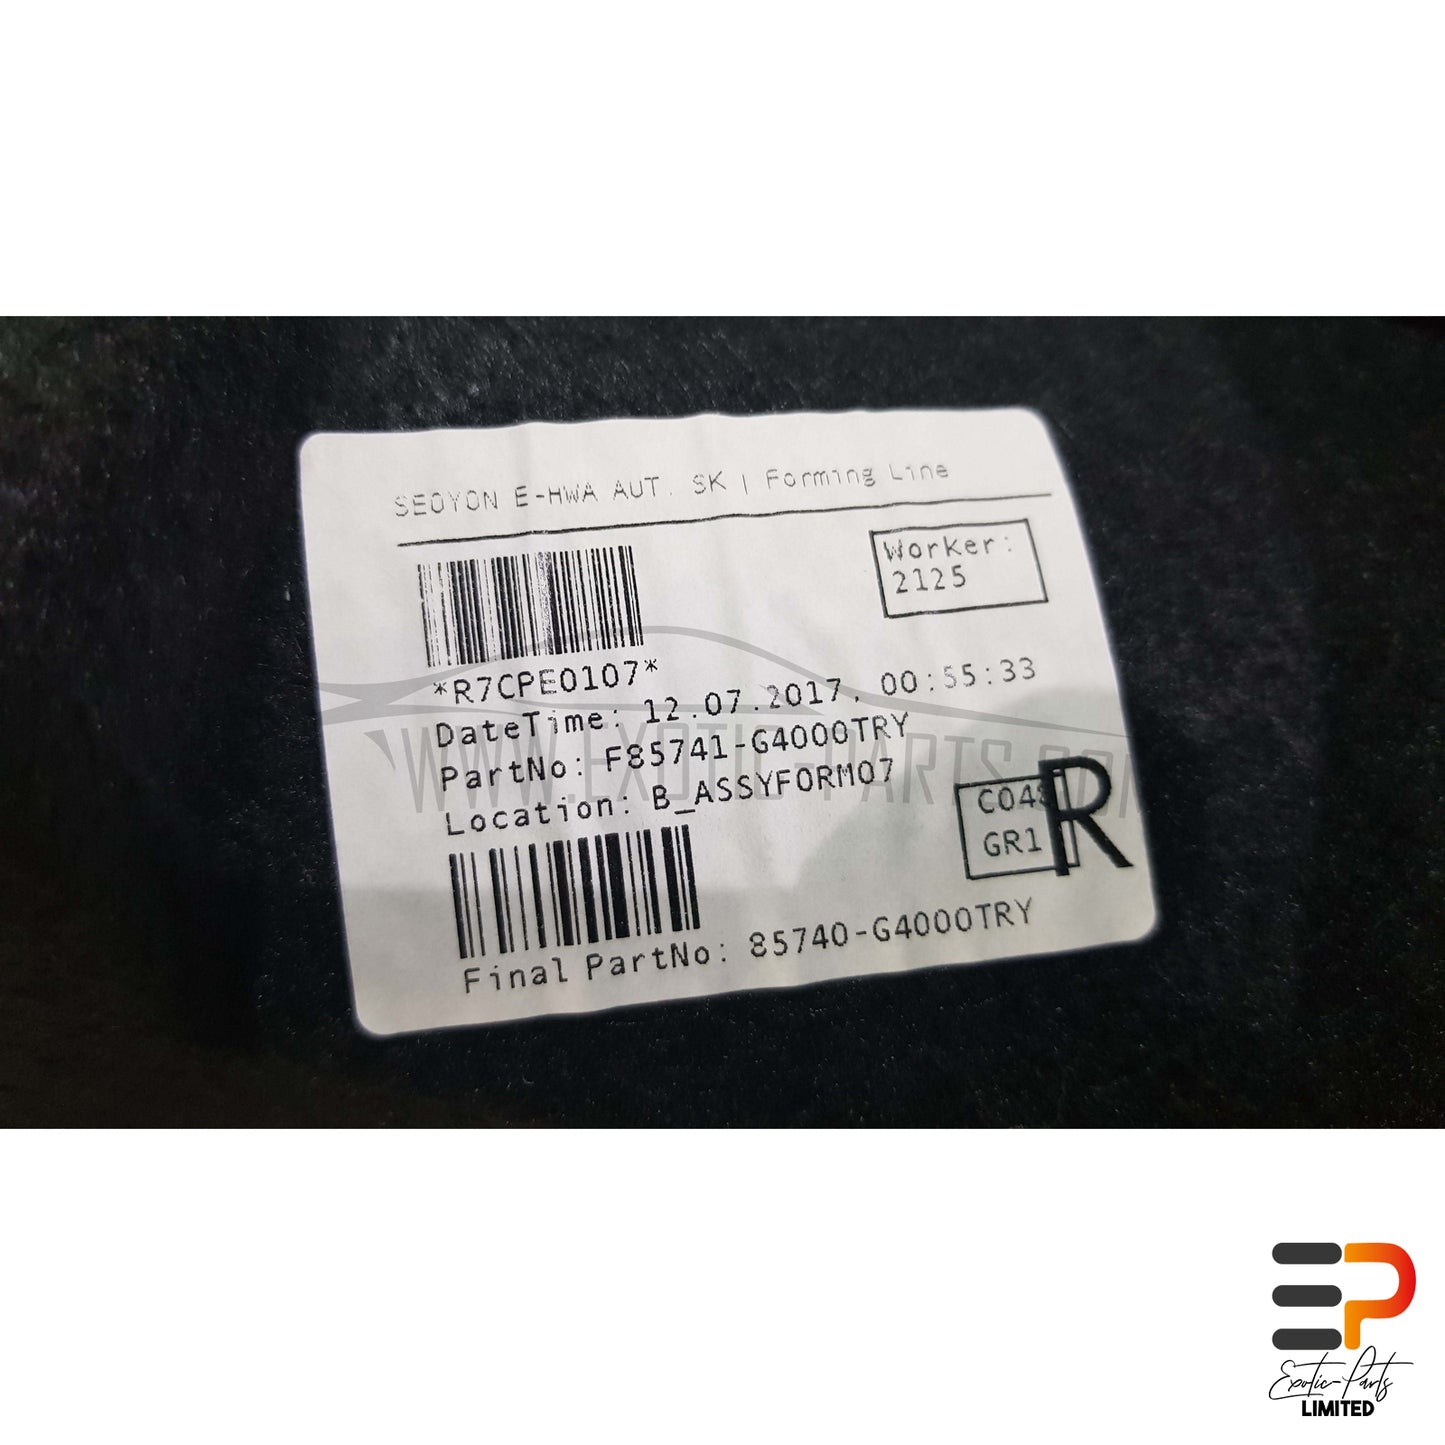 SEOYON E-HWA AUT. SK | Forming Line
Worker:
2125
*R7CPE0107*
DateTime: 12.07.2017, 00:55:33
PartNo: F85741-G4000TRY
Location: B_ASSYFORM07
WWW.EXOTIC-PARTS.COM
C048
GR1
R
Final PartNo: 85740-G4000TRY
EP
Exotic-Parts
LIMITED